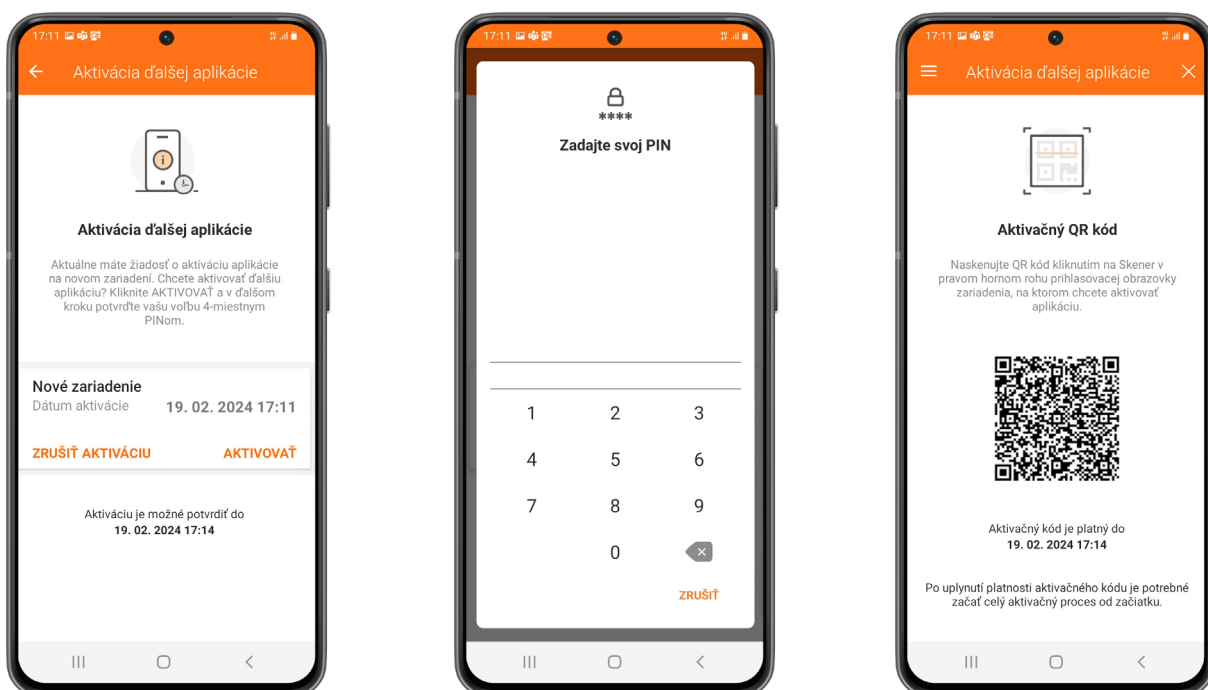 17:11
Aktivácia ďalšej aplikácie
Aktivácia ďalšej aplikácie
Aktuálne máte žiadosť o aktiváciu aplikácie
na novom zariadení. Chcete aktivovať ďalšiu
aplikáciu? Kliknite AKTIVOVAŤ a v ďalšom
kroku potvrďte vašu voľbu 4-miestnym
PINom.
Nové zariadenie
Dátum aktivácie 19. 02. 2024 17:11
ZRUŠIŤ AKTIVÁCIU AKTIVOVAŤ
Aktiváciu je možné potvrdiť do
19. 02. 2024 17:14
17:11
****
Zadajte svoj PIN
1 2 3
4 5 6
7 8 9
0
ZRUŠIŤ
17:11
Aktivácia ďalšej aplikácie
Aktivačný QR kód
Naskenujte QR kód kliknutím na Skener v
pravom hornom rohu prihlasovacej obrazovky
zariadenia, na ktorom chcete aktivovať
aplikáciu.
Aktivačný kód je platný do
19. 02. 2024 17:14
Po uplynutí platnosti aktivačného kódu je potrebné
začať celý aktivačný proces od začiatku.